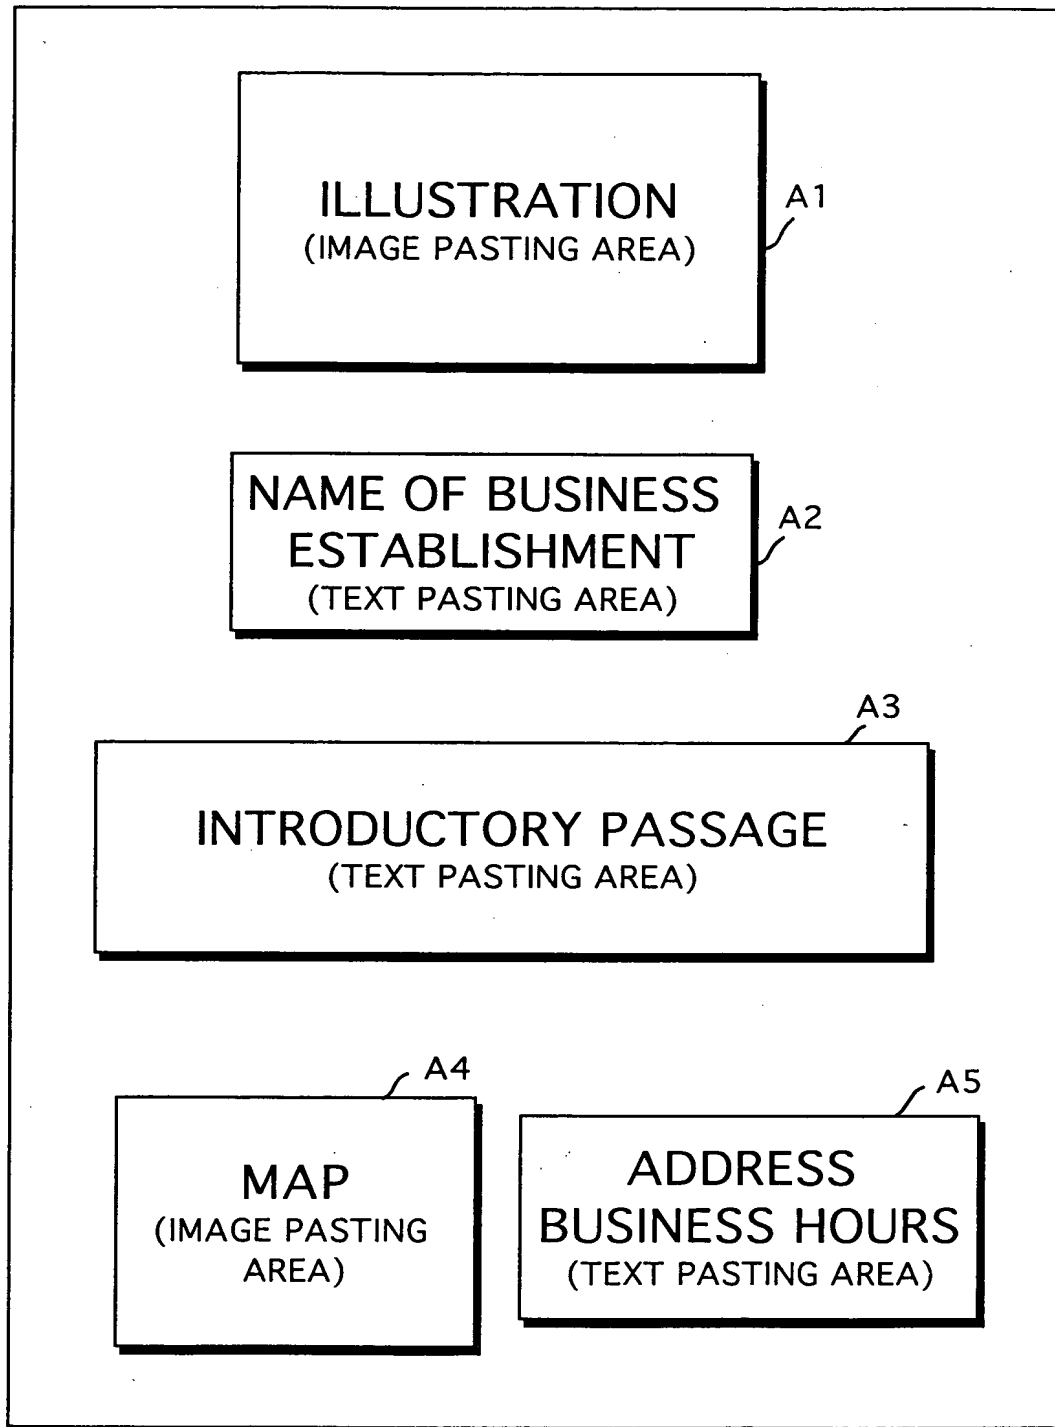 ILLUSTRATION
(IMAGE PASTING AREA)
A1
NAME OF BUSINESS
ESTABLISHMENT
(TEXT PASTING AREA)
A2
A3
INTRODUCTORY PASSAGE
(TEXT PASTING AREA)
A4
MAP
(IMAGE PASTING
AREA)
A5
ADDRESS
BUSINESS HOURS
(TEXT PASTING AREA)